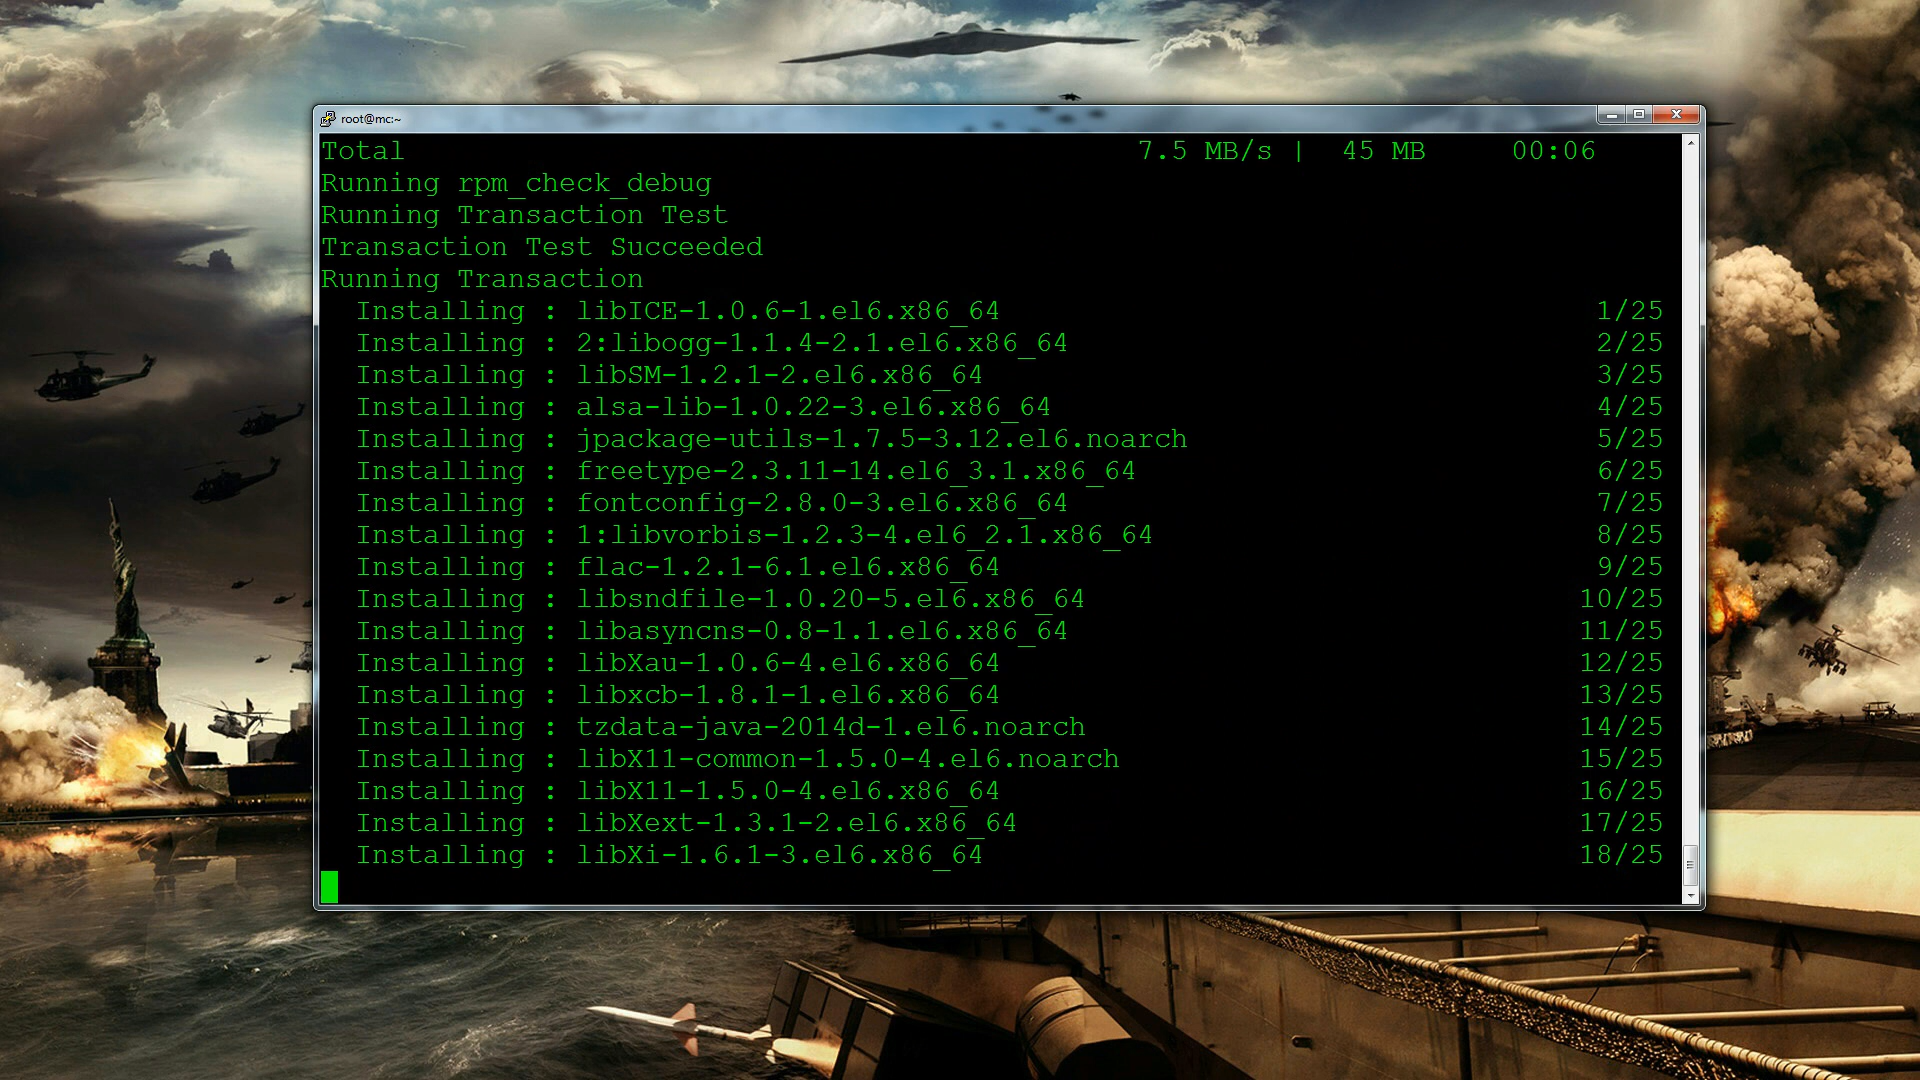 root@mc:~
Total 7.5 MB/s | 45 MB 00:06
Running rpm_check_debug
Running Transaction Test
Transaction Test Succeeded
Running Transaction
Installing : libICE-1.0.6-1.el6.x86_64 1/25
Installing : 2:libogg-1.1.4-2.1.el6.x86_64 2/25
Installing : libSM-1.2.1-2.el6.x86_64 3/25
Installing : alsa-lib-1.0.22-3.el6.x86_64 4/25
Installing : jpackage-utils-1.7.5-3.12.el6.noarch 5/25
Installing : freetype-2.3.11-14.el6_3.1.x86_64 6/25
Installing : fontconfig-2.8.0-3.el6.x86_64 7/25
Installing : 1:libvorbis-1.2.3-4.el6_2.1.x86_64 8/25
Installing : flac-1.2.1-6.1.el6.x86_64 9/25
Installing : libsndfile-1.0.20-5.el6.x86_64 10/25
Installing : libasyncns-0.8-1.1.el6.x86_64 11/25
Installing : libXau-1.0.6-4.el6.x86_64 12/25
Installing : libxcb-1.8.1-1.el6.x86_64 13/25
Installing : tzdata-java-2014d-1.el6.noarch 14/25
Installing : libX11-common-1.5.0-4.el6.noarch 15/25
Installing : libX11-1.5.0-4.el6.x86_64 16/25
Installing : libXext-1.3.1-2.el6.x86_64 17/25
Installing : libXi-1.6.1-3.el6.x86_64 18/25